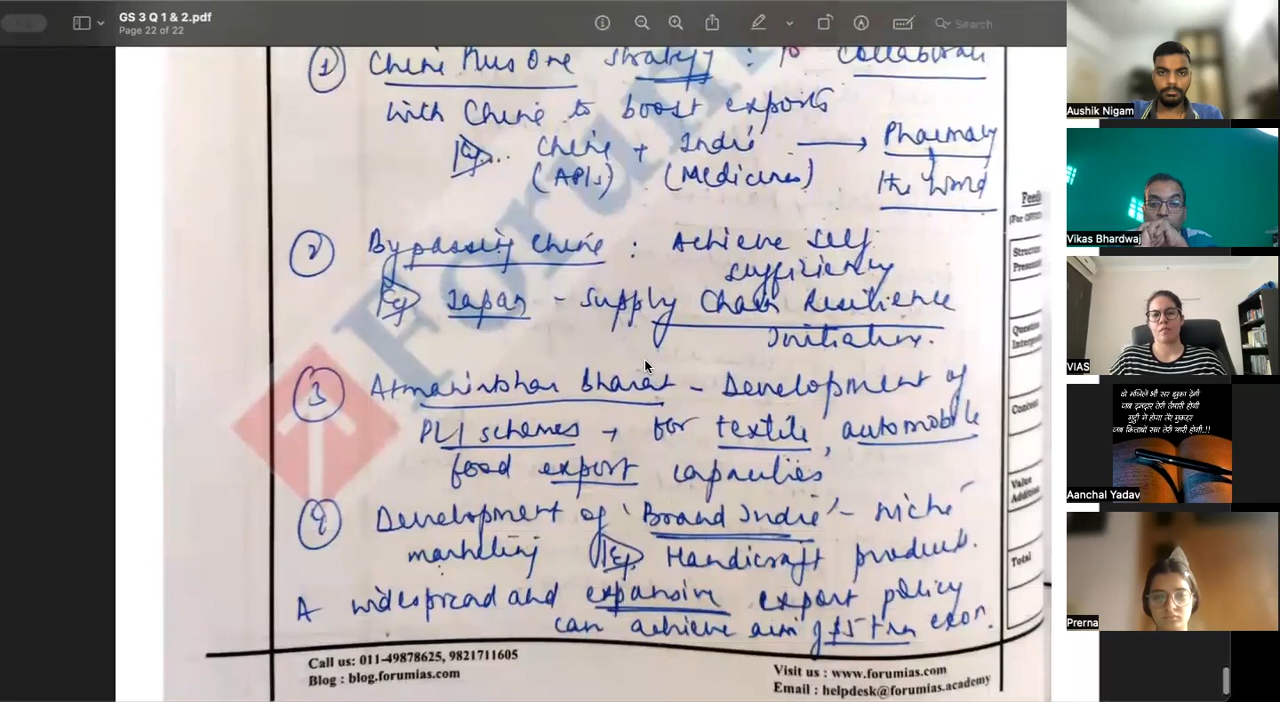 GS 3 Q 1 & 2.pdf
Page 22 of 22
Search
① China Plus One strategy : to collaborate
with China to boost exports
Eg.. China + India → Pharmacy
(APIs) (Medicines) the world
② Bypassing China : Achieve self
sufficiency
Eg Japan - Supply Chain Resilience
Initiative.
③ Atmanirbhar Bharat - Development of
PLI schemes → for textile, automobile
food export capacities
④ Development of 'Brand India' - niche
marketing Eg. Handicraft products.
A widespread and expansive export policy
can achieve aim of $5 trn econ.
Call us: 011-49878625, 9821711605
Blog : blog.forumias.com
Visit us : www.forumias.com
Email : helpdesk@forumias.academy
Forum
Total
Aushik Nigam
Vikas Bhardwaj
VIAS
Aanchal Yadav
Prerna